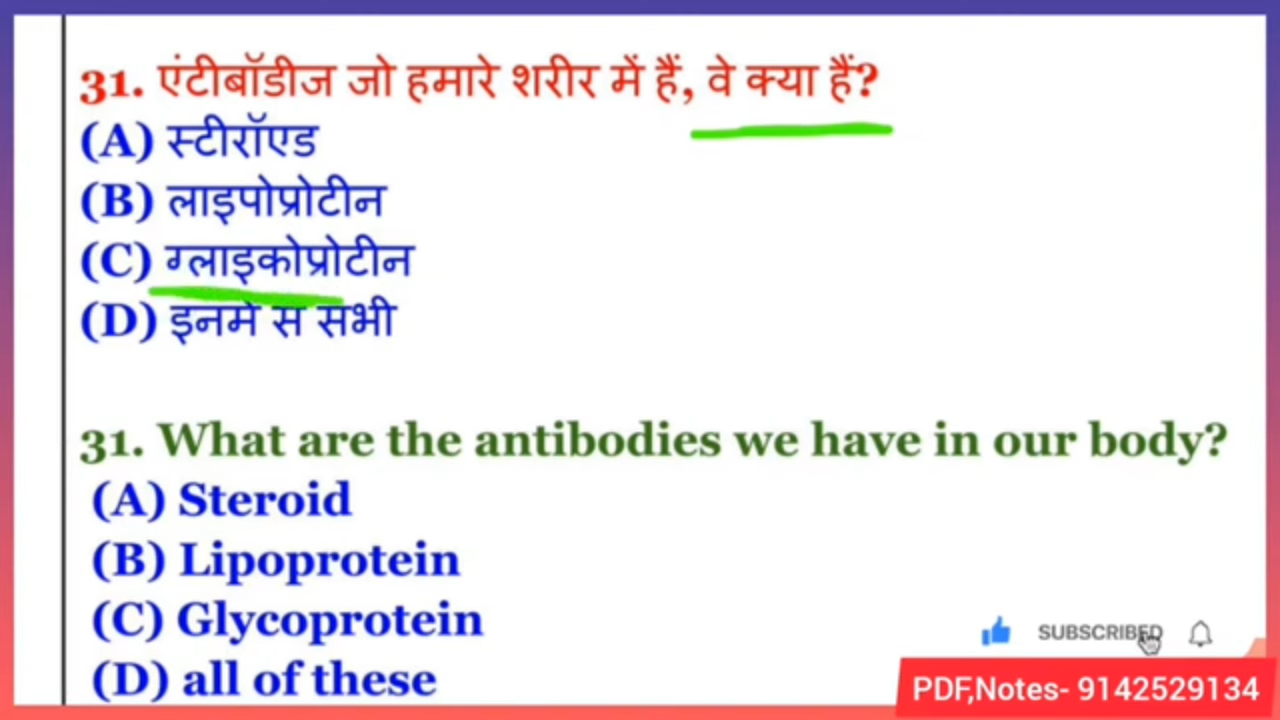 31. एंटीबॉडीज जो हमारे शरीर में हैं, वे क्या हैं?
(A) स्टीरॉएड
(B) लाइपोप्रोटीन
(C) ग्लाइकोप्रोटीन
(D) इनमें से सभी
31. What are the antibodies we have in our body?
(A) Steroid
(B) Lipoprotein
(C) Glycoprotein
(D) all of these
SUBSCRIBED
PDF,Notes- 9142529134